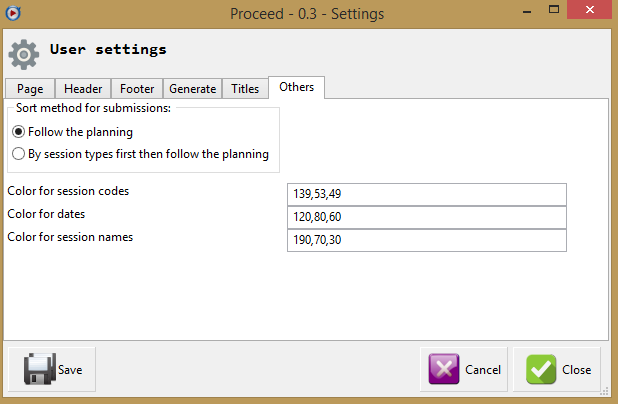 Proceed - 0.3 - Settings
User settings
Page Header Footer Generate Titles Others
Sort method for submissions:
Follow the planning
By session types first then follow the planning
Color for session codes 139,53,49
Color for dates 120,80,60
Color for session names 190,70,30
Save Cancel Close